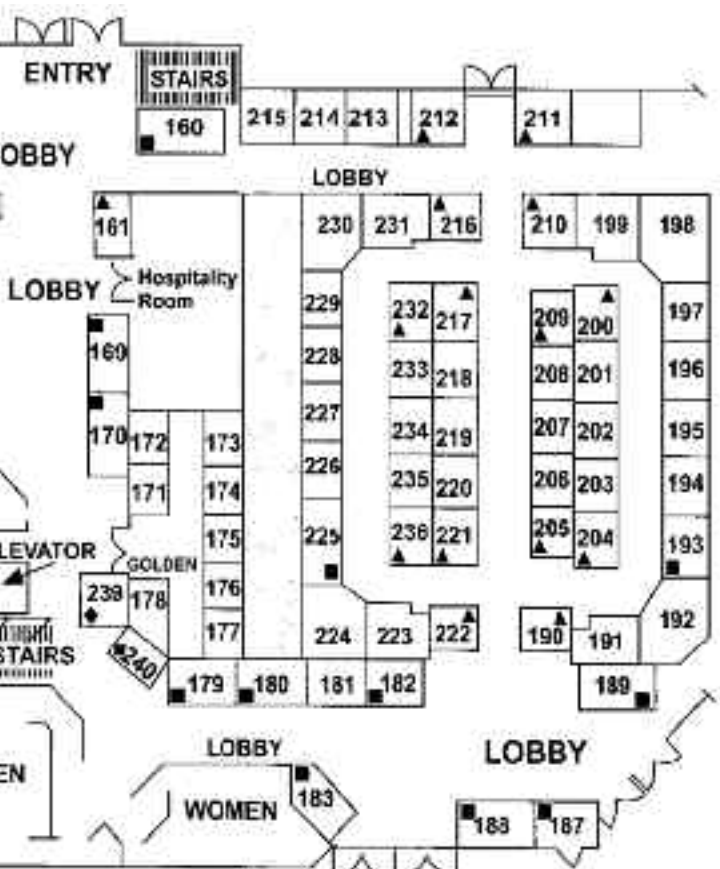 ENTRY
STAIRS
160
215 214 213 212 211
OBBY
LOBBY
161
230 231 216 210 199 198
Hospitality
Room
LOBBY
229 232 217 209 200 197
169
228 233 218 208 201 196
170 172 173 227 234 219 207 202 195
171 174 226 235 220 206 203 194
175 225 236 221 205 204 193
LEVATOR
GOLDEN
239 178 176
177 224 223 222 190 191 192
STAIRS
240
179 180 181 182 189
LOBBY
LOBBY
EN
WOMEN
183
188 187